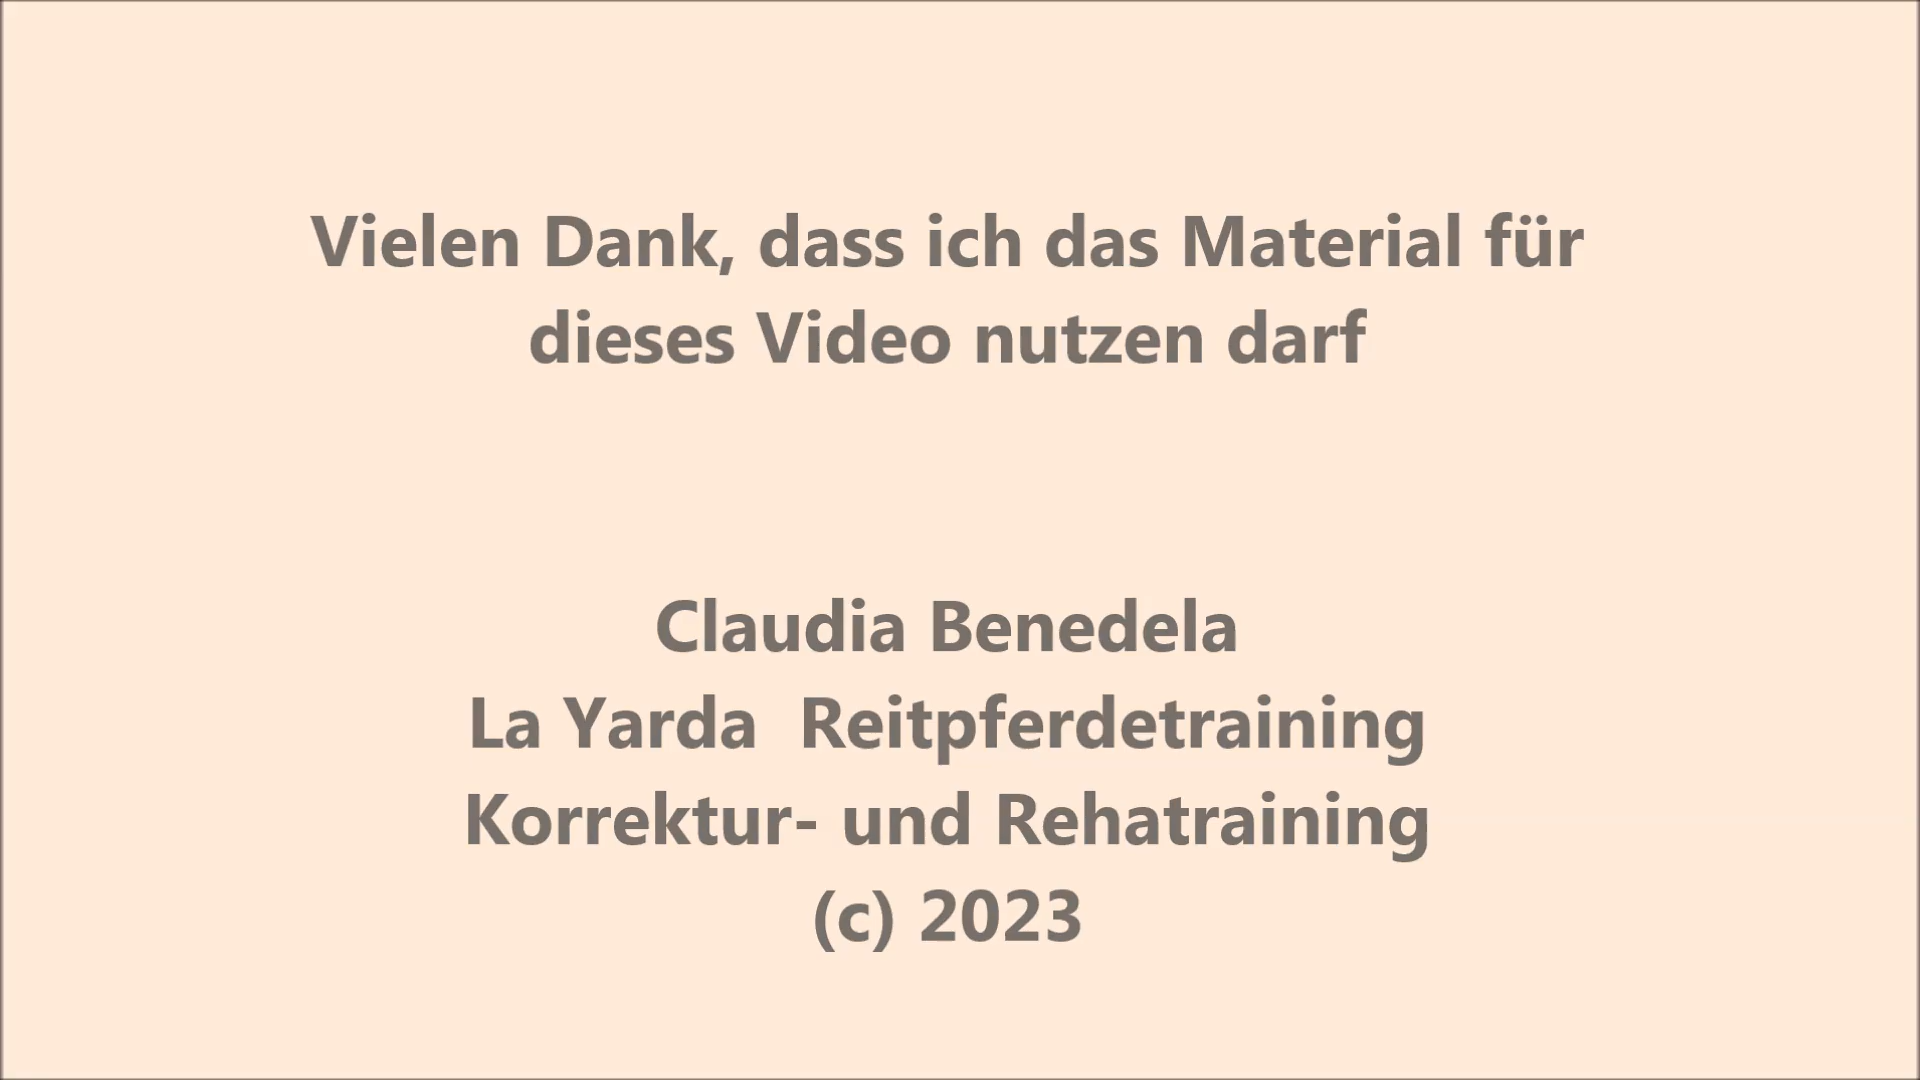 Vielen Dank, dass ich das Material für
dieses Video nutzen darf
Claudia Benedela
La Yarda  Reitpferdetraining
Korrektur- und Rehatraining
(c) 2023